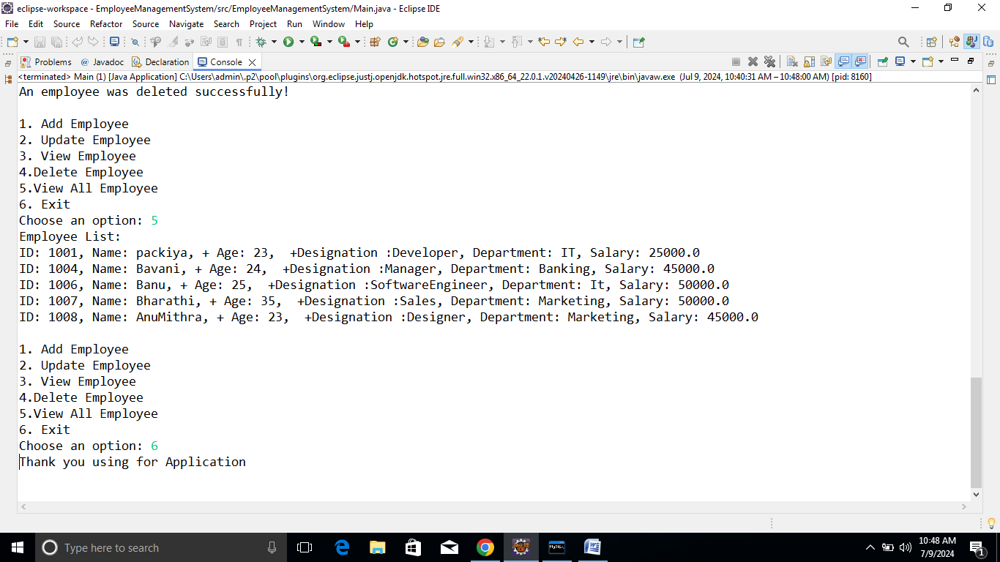 eclipse-workspace - EmployeeManagementSystem/src/EmployeeManagementSystem/Main.java - Eclipse IDE
File Edit Source Refactor Source Navigate Search Project Run Window Help
Problems @ Javadoc Declaration Console
<terminated> Main (1) [Java Application] C:\Users\admin\.p2\pool\plugins\org.eclipse.justj.openjdk.hotspot.jre.full.win32.x86_64_22.0.1.v20240426-1149\jre\bin\javaw.exe (Jul 9, 2024, 10:40:31 AM – 10:48:00 AM) [pid: 8160]
An employee was deleted successfully!
1. Add Employee
2. Update Employee
3. View Employee
4.Delete Employee
5.View All Employee
6. Exit
Choose an option: 5
Employee List:
ID: 1001, Name: packiya, + Age: 23,  +Designation :Developer, Department: IT, Salary: 25000.0
ID: 1004, Name: Bavani, + Age: 24,  +Designation :Manager, Department: Banking, Salary: 45000.0
ID: 1006, Name: Banu, + Age: 25,  +Designation :SoftwareEngineer, Department: It, Salary: 50000.0
ID: 1007, Name: Bharathi, + Age: 35,  +Designation :Sales, Department: Marketing, Salary: 50000.0
ID: 1008, Name: AnuMithra, + Age: 23,  +Designation :Designer, Department: Marketing, Salary: 45000.0
1. Add Employee
2. Update Employee
3. View Employee
4.Delete Employee
5.View All Employee
6. Exit
Choose an option: 6
Thank you using for Application
Type here to search
10:48 AM
7/9/2024
1